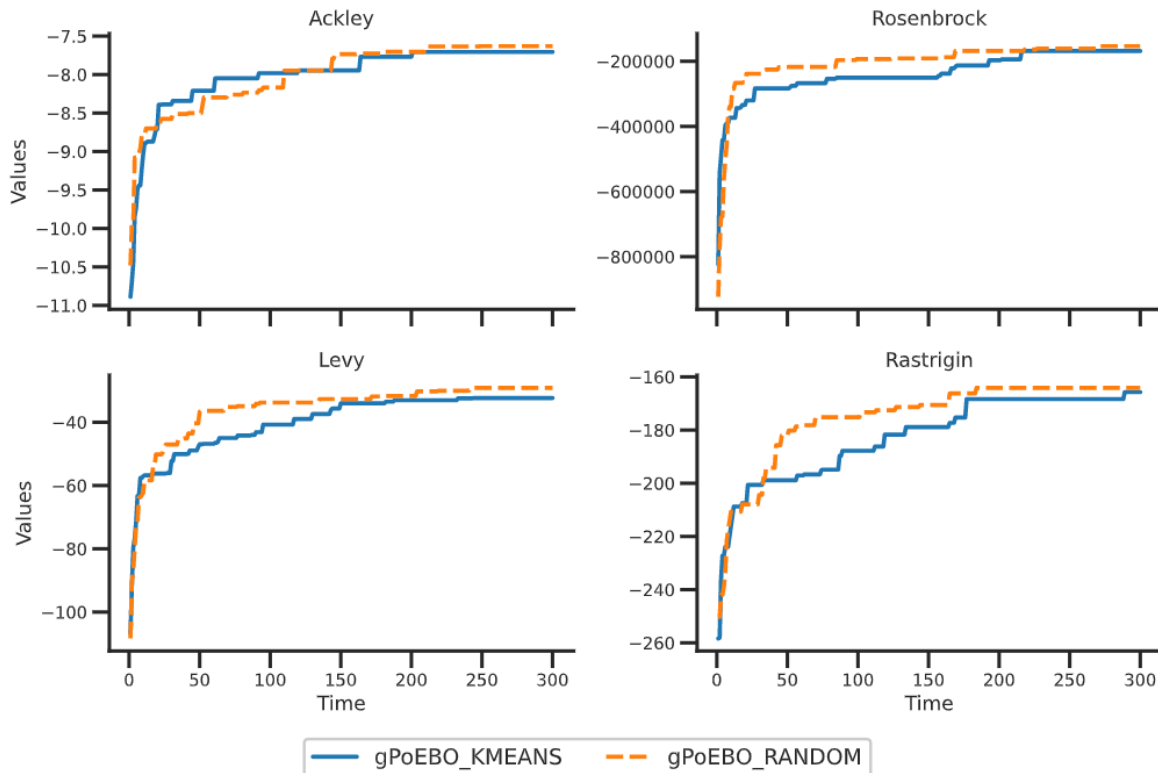 Ackley
Rosenbrock
Values
−7.5
−8.0
−8.5
−9.0
−9.5
−10.0
−10.5
−11.0
−200000
−400000
−600000
−800000
Levy
Rastrigin
Values
−40
−60
−80
−100
−160
−180
−200
−220
−240
−260
0 50 100 150 200 250 300
0 50 100 150 200 250 300
Time
Time
gPoEBO_KMEANS gPoEBO_RANDOM